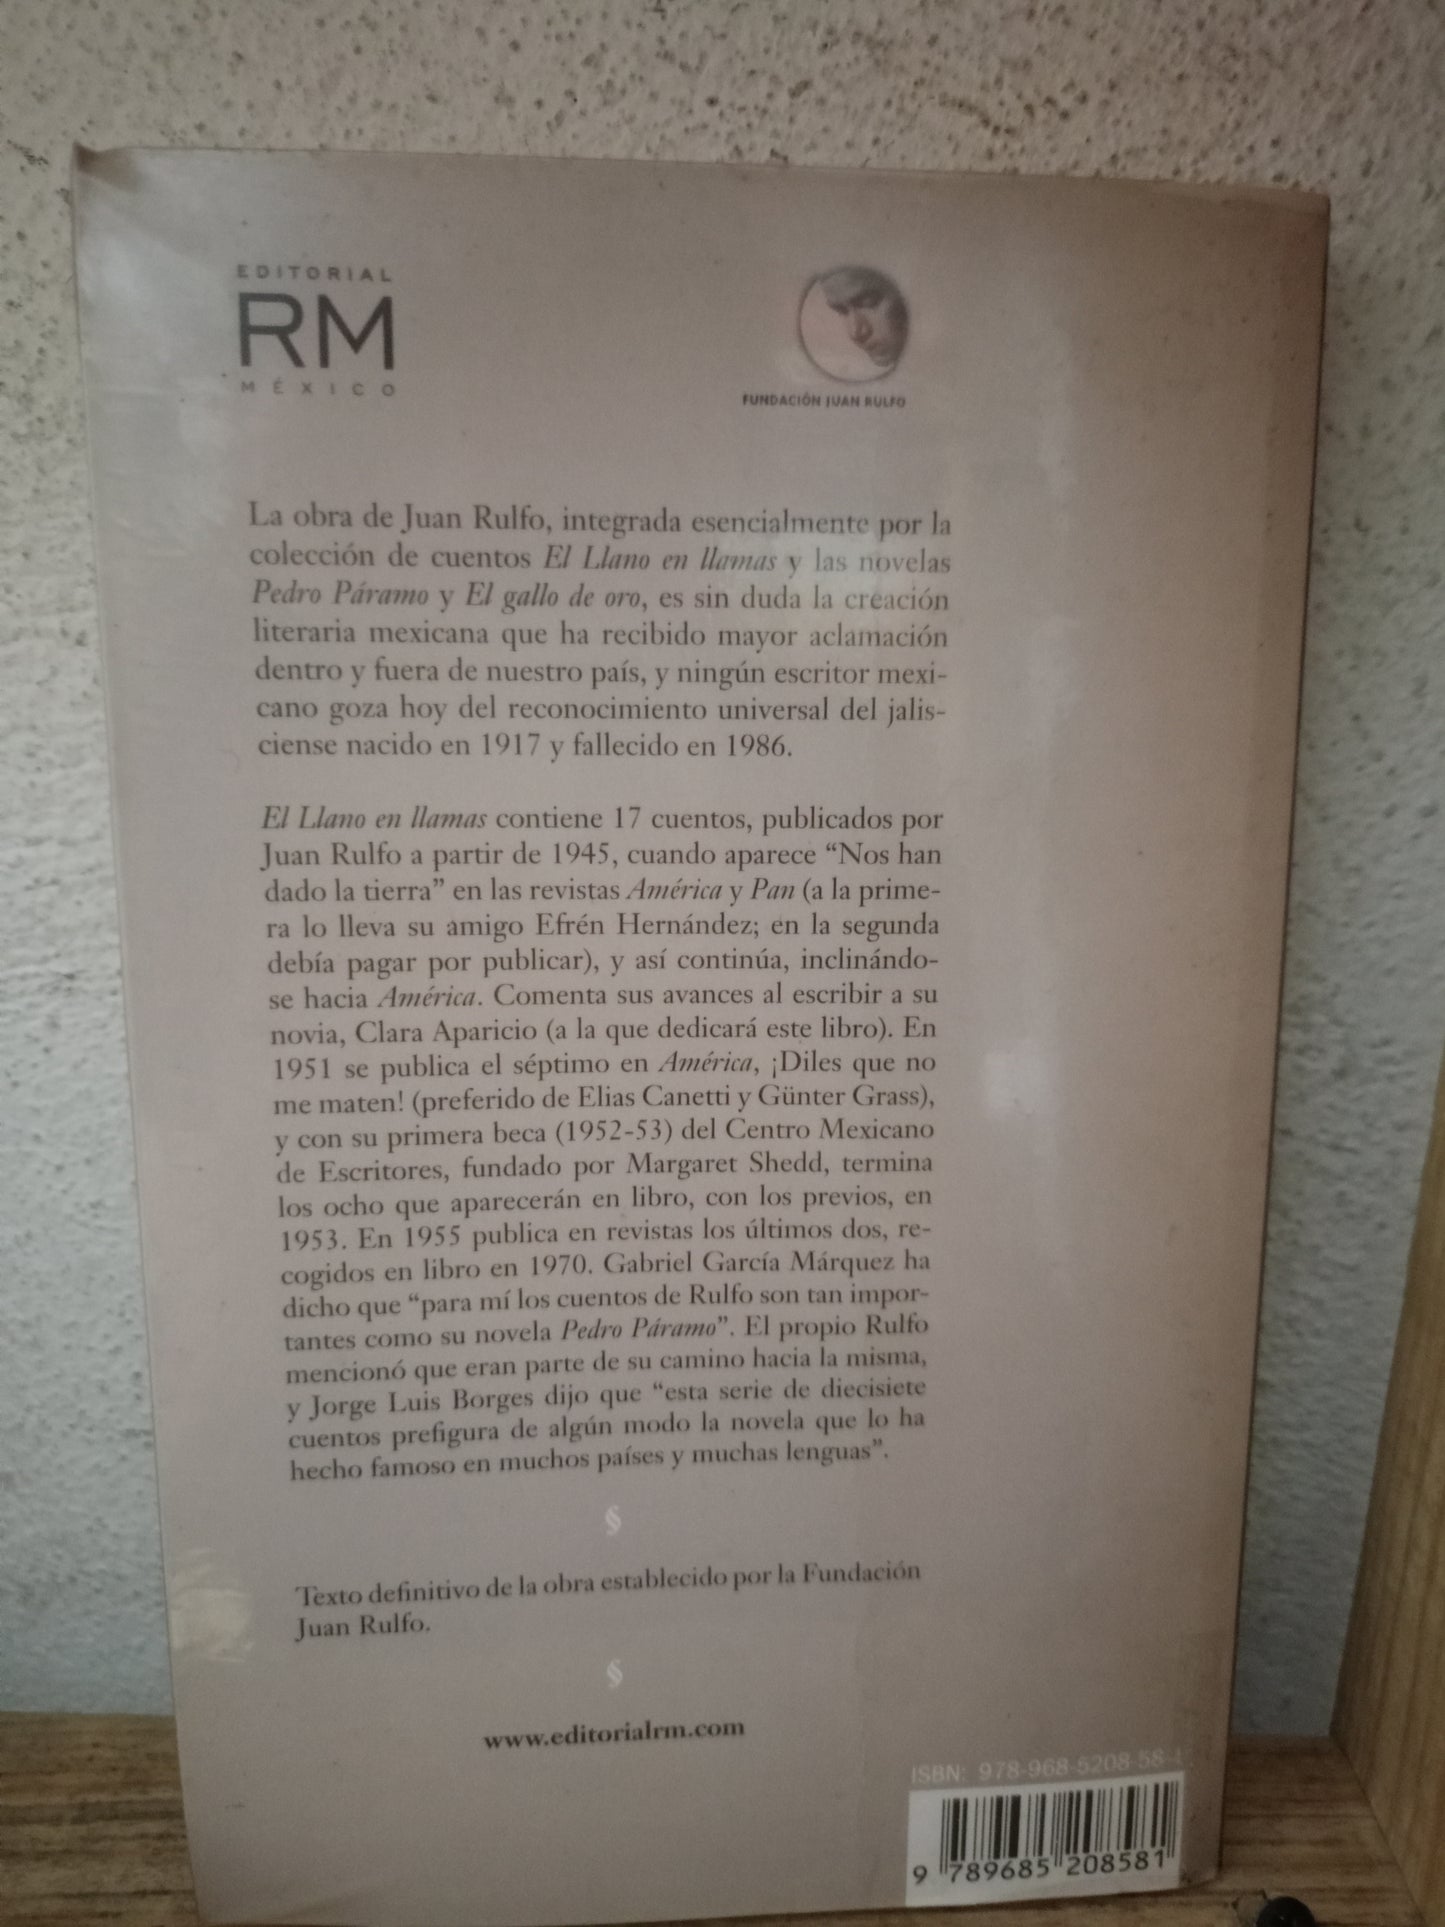 EDITORIAL
RM
MÉXICO
FUNDACIÓN JUAN RULFO
La obra de Juan Rulfo, integrada esencialmente por la
colección de cuentos El Llano en llamas y las novelas
Pedro Páramo y El gallo de oro, es sin duda la creación
literaria mexicana que ha recibido mayor aclamación
dentro y fuera de nuestro país, y ningún escritor mexi-
cano goza hoy del reconocimiento universal del jalis-
ciense nacido en 1917 y fallecido en 1986.
El Llano en llamas contiene 17 cuentos, publicados por
Juan Rulfo a partir de 1945, cuando aparece “Nos han
dado la tierra” en las revistas América y Pan (a la prime-
ra lo lleva su amigo Efrén Hernández; en la segunda
debía pagar por publicar), y así continúa, inclinándo-
se hacia América. Comenta sus avances al escribir a su
novia, Clara Aparicio (a la que dedicará este libro). En
1951 se publica el séptimo en América, ¡Diles que no
me maten! (preferido de Elias Canetti y Günter Grass),
y con su primera beca (1952-53) del Centro Mexicano
de Escritores, fundado por Margaret Shedd, termina
los ocho que aparecerán en libro, con los previos, en
1953. En 1955 publica en revistas los últimos dos, re-
cogidos en libro en 1970. Gabriel García Márquez ha
dicho que “para mí los cuentos de Rulfo son tan impor-
tantes como su novela Pedro Páramo”. El propio Rulfo
mencionó que eran parte de su camino hacia la misma,
y Jorge Luis Borges dijo que “esta serie de diecisiete
cuentos prefigura de algún modo la novela que lo ha
hecho famoso en muchos países y muchas lenguas”.
§
Texto definitivo de la obra establecido por la Fundación
Juan Rulfo.
§
www.editorialrm.com
ISBN: 978-968-5208-58-1
9 789685 208581